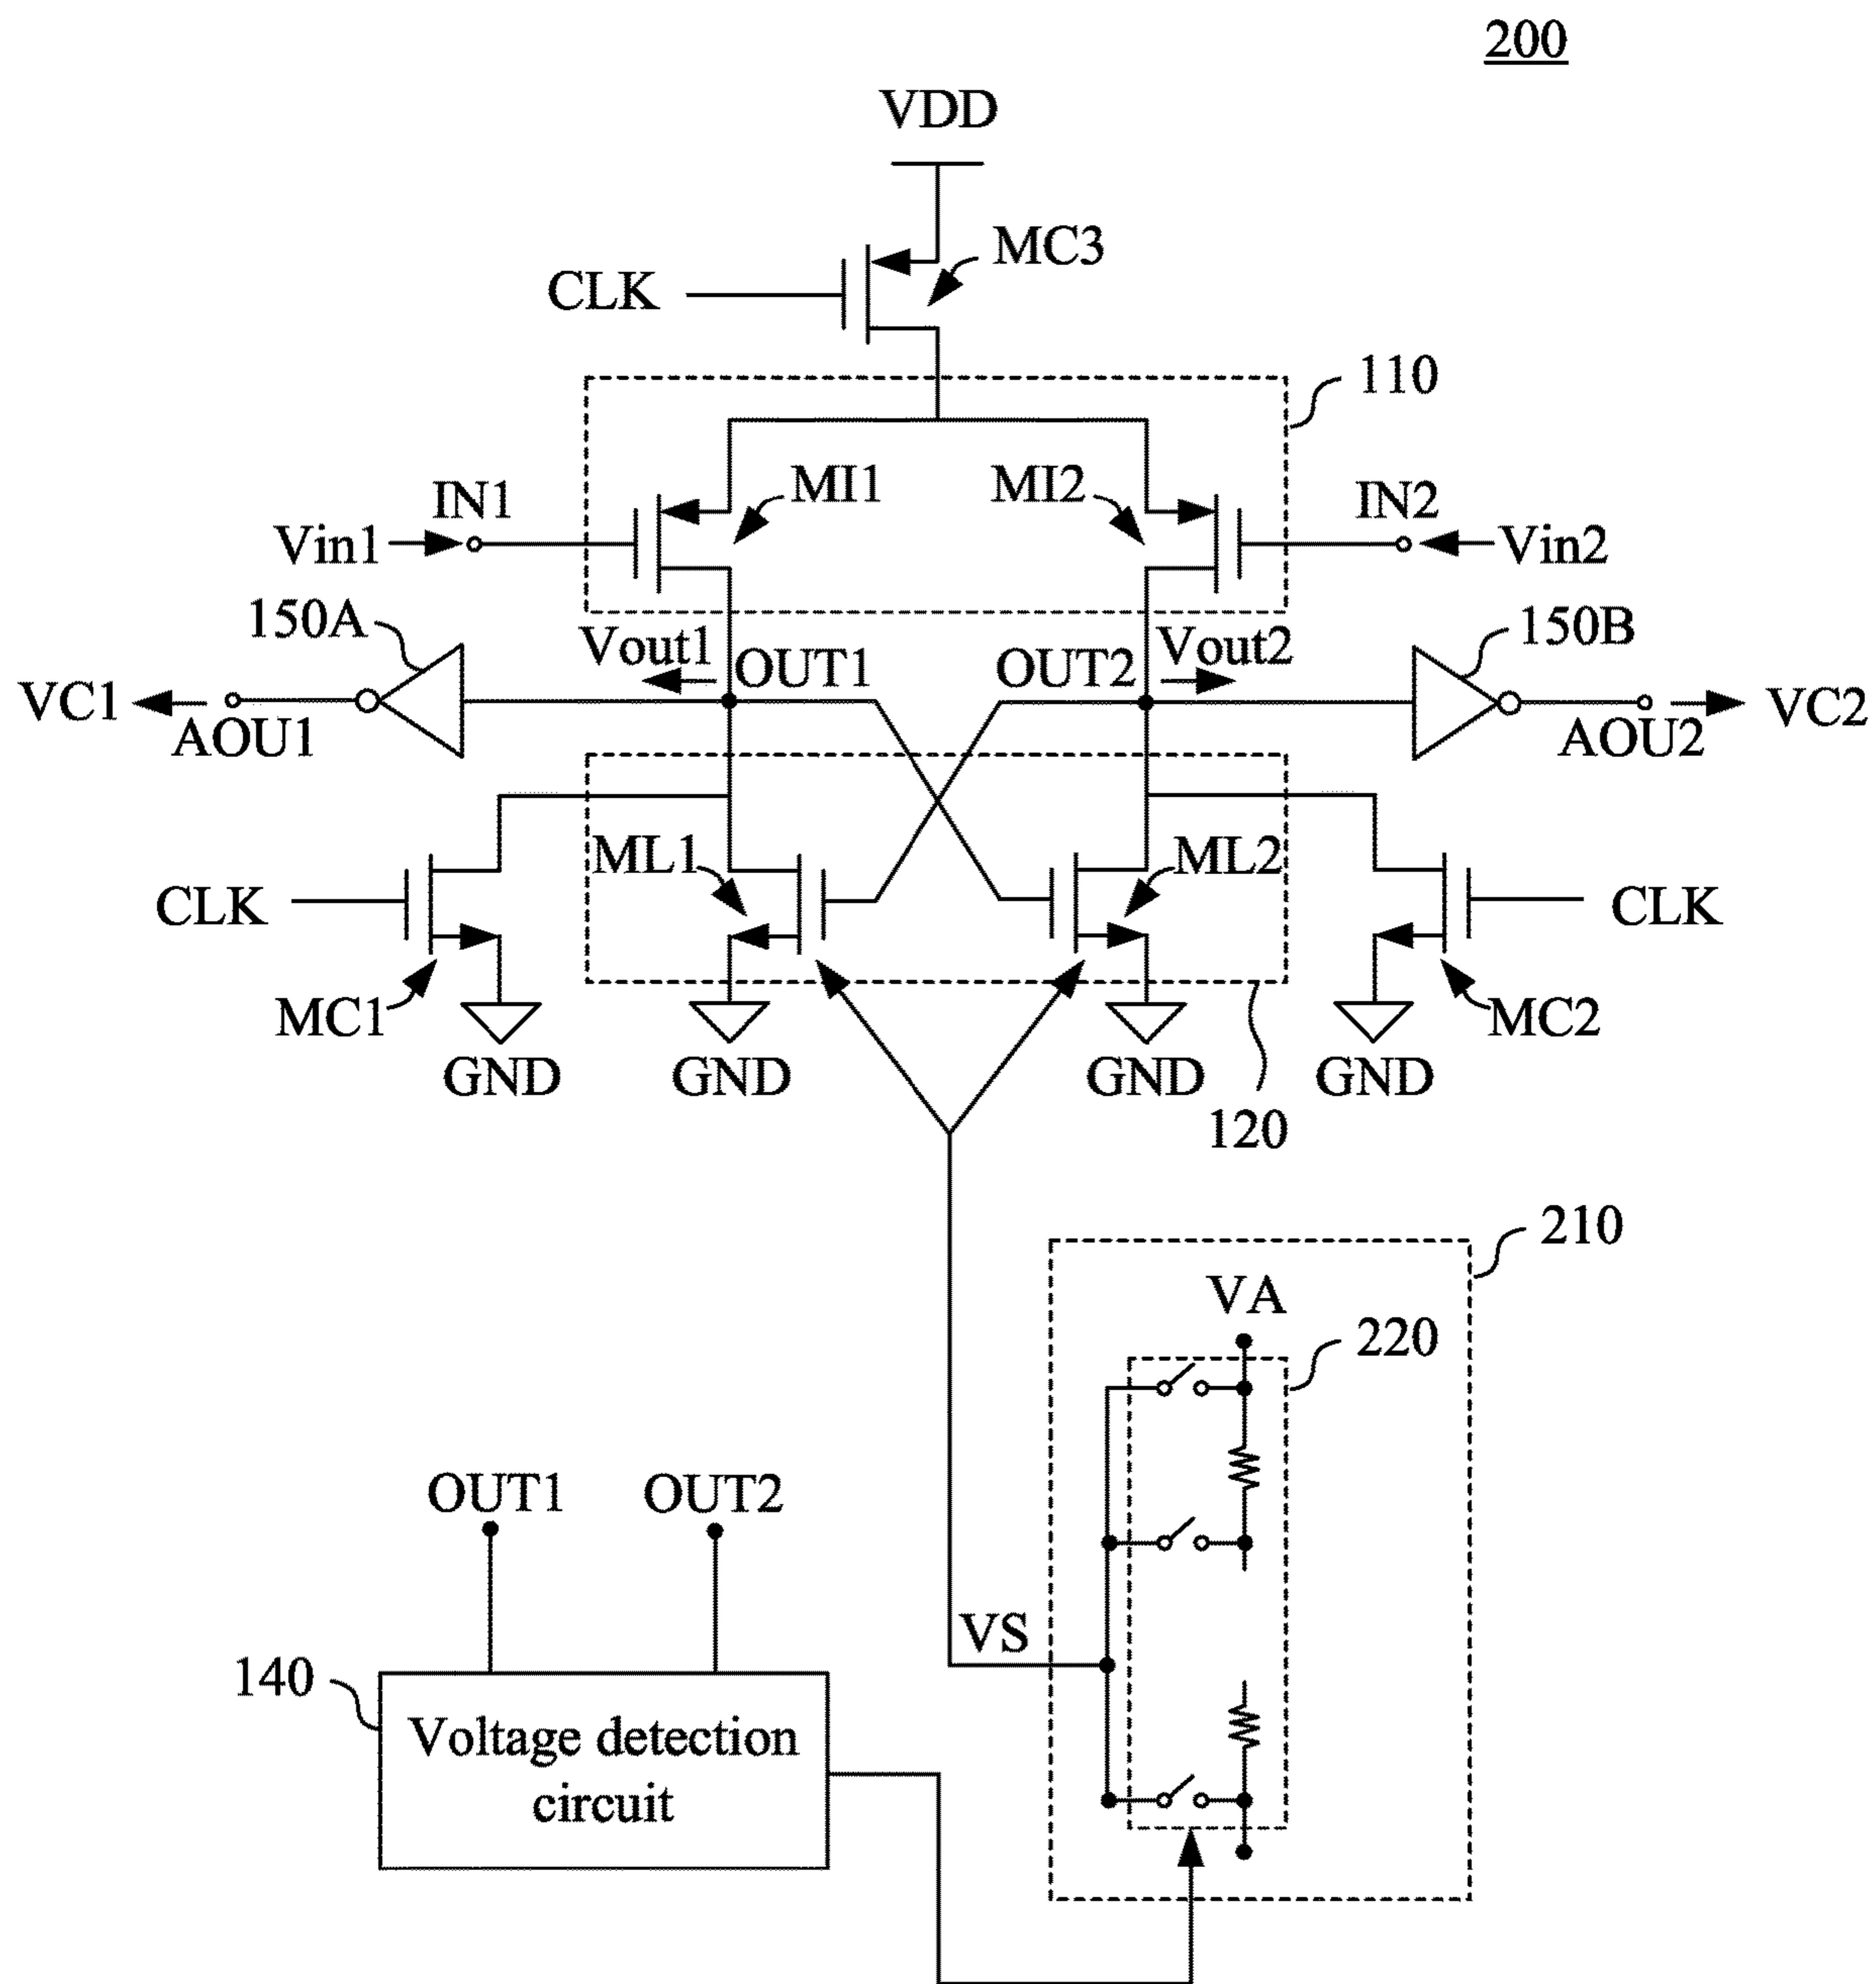 200
VDD
MC3
CLK
110
MI1
MI2
IN1
IN2
Vin1
Vin2
150A
150B
Vout1
Vout2
OUT1
OUT2
VC1
VC2
AOU1
AOU2
ML1
ML2
CLK
CLK
MC1
MC2
GND
GND
GND
GND
120
210
VA
220
OUT1
OUT2
VS
140
Voltage detection
circuit